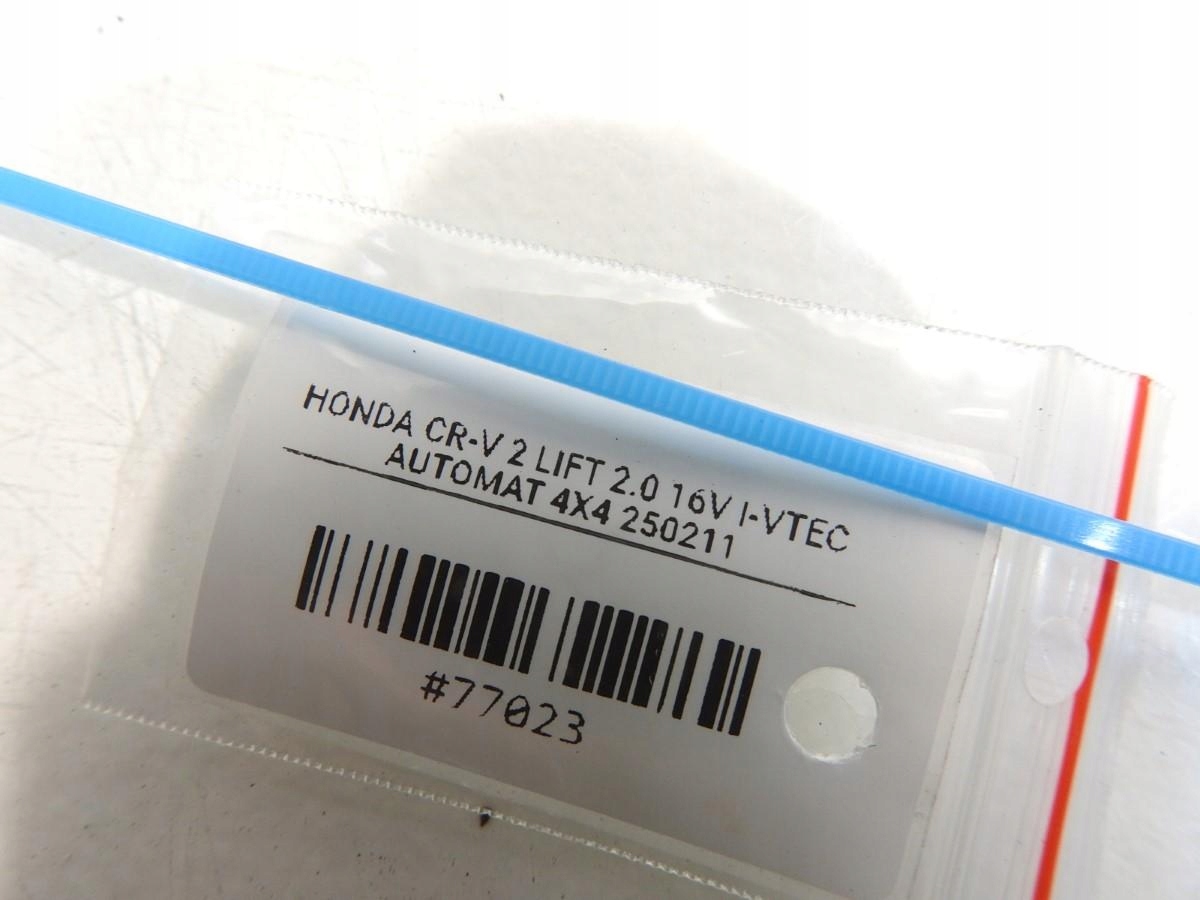 HONDA CR-V 2 LIFT 2.0 16V I-VTEC
AUTOMAT 4X4 250211
#77023